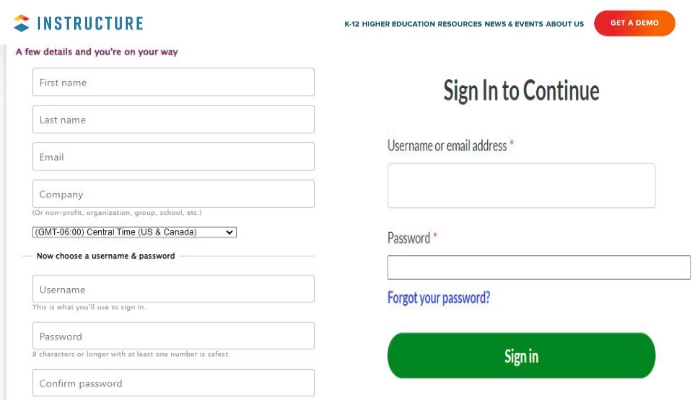 INSTRUCTURE
K-12 HIGHER EDUCATION RESOURCES NEWS & EVENTS ABOUT US
GET A DEMO
A few details and you're on your way
First name
Last name
Email
Company
(Or non-profit, organization, group, school, etc.)
(GMT-06:00) Central Time (US & Canada)
Now choose a username & password
Username
This is what you'll use to sign in.
Password
8 characters or longer with at least one number is safest.
Confirm password
Sign In to Continue
Username or email address *
Password *
Forgot your password?
Sign in